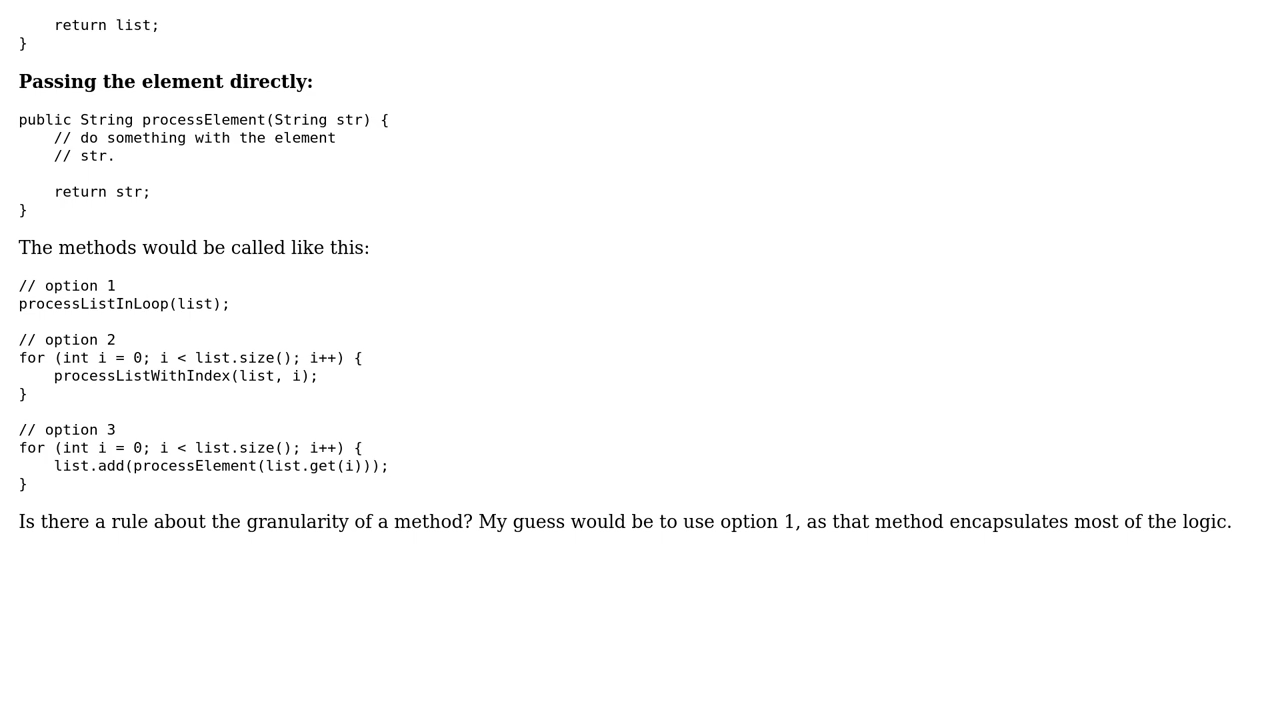 return list;
}
Passing the element directly:
public String processElement(String str) {
    // do something with the element
    // str.
    return str;
}
The methods would be called like this:
// option 1
processListInLoop(list);
// option 2
for (int i = 0; i < list.size(); i++) {
    processListWithIndex(list, i);
}
// option 3
for (int i = 0; i < list.size(); i++) {
    list.add(processElement(list.get(i)));
}
Is there a rule about the granularity of a method? My guess would be to use option 1, as that method encapsulates most of the logic.